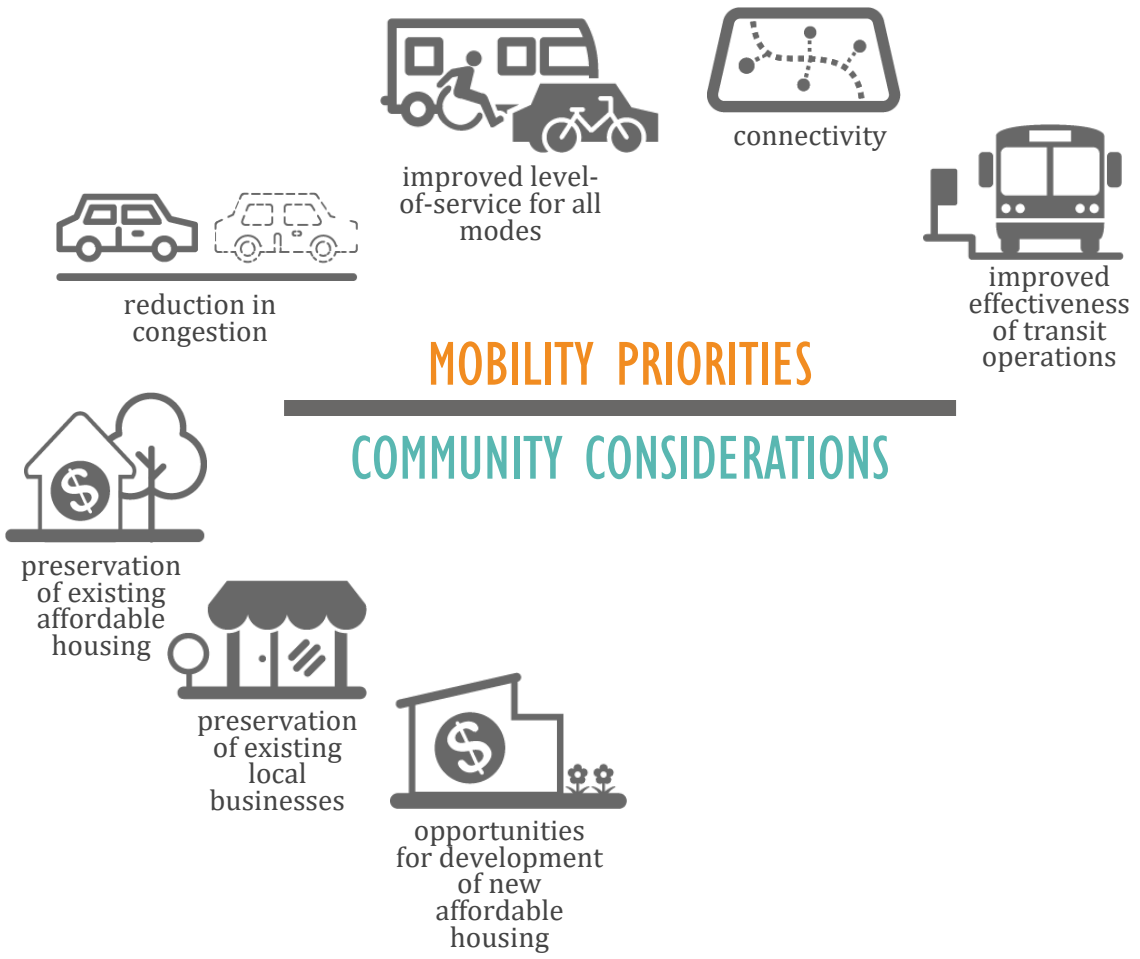 improved level-
of-service for all
modes
connectivity
reduction in
congestion
improved
effectiveness
of transit
operations
MOBILITY PRIORITIES
COMMUNITY CONSIDERATIONS
$
preservation
of existing
affordable
housing
preservation
of existing
local
businesses
$
opportunities
for development
of new
affordable
housing